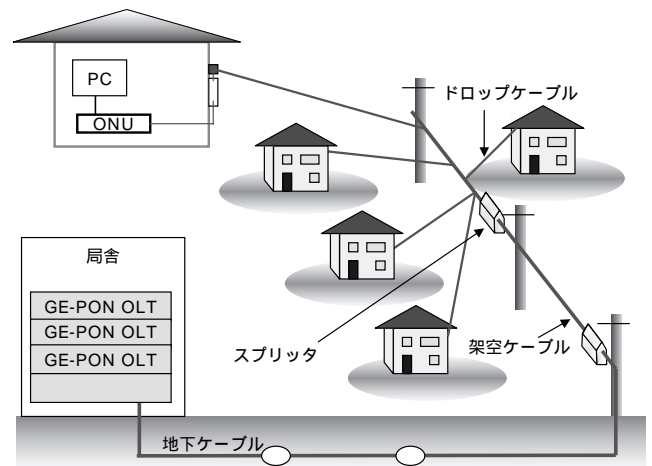 PC
ONU
ドロップケーブル
局舎
GE-PON OLT
GE-PON OLT
GE-PON OLT
スプリッタ
架空ケーブル
地下ケーブル